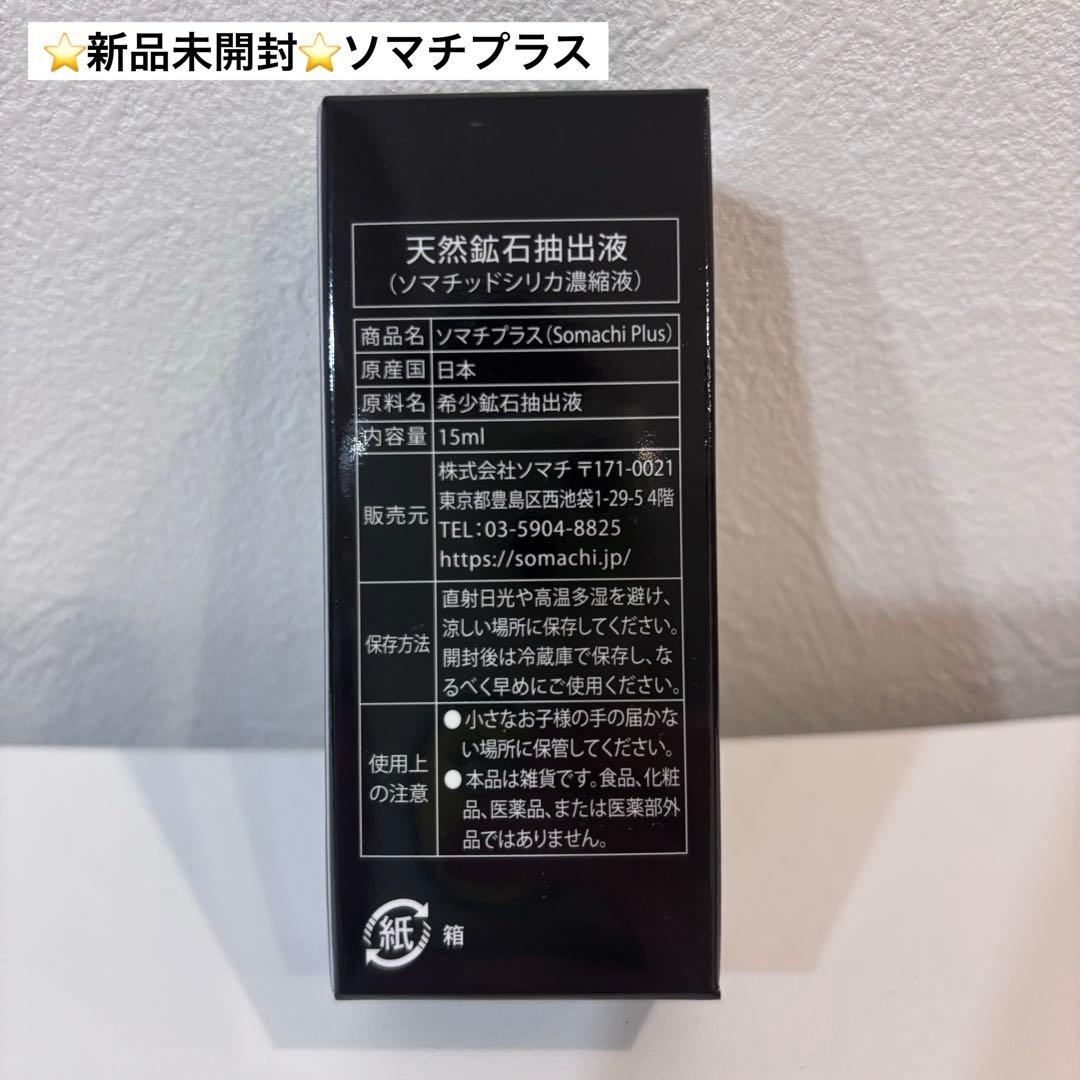 ⭐新品未開封⭐ソマチプラス
天然鉱石抽出液
（ソマチッドシリカ濃縮液）
商品名 ソマチプラス（Somachi Plus）
原産国 日本
原料名 希少鉱石抽出液
内容量 15ml
販売元
株式会社ソマチ 〒171-0021
東京都豊島区西池袋1-29-5 4階
TEL：03-5904-8825
https://somachi.jp/
保存方法
直射日光や高温多湿を避け、
涼しい場所に保存してください。
開封後は冷蔵庫で保存し、な
るべく早めにご使用ください。
使用上
の注意
●小さなお子様の手の届かな
い場所に保管してください。
●本品は雑貨です。食品、化粧
品、医薬品、または医薬部外
品ではありません。
紙 箱